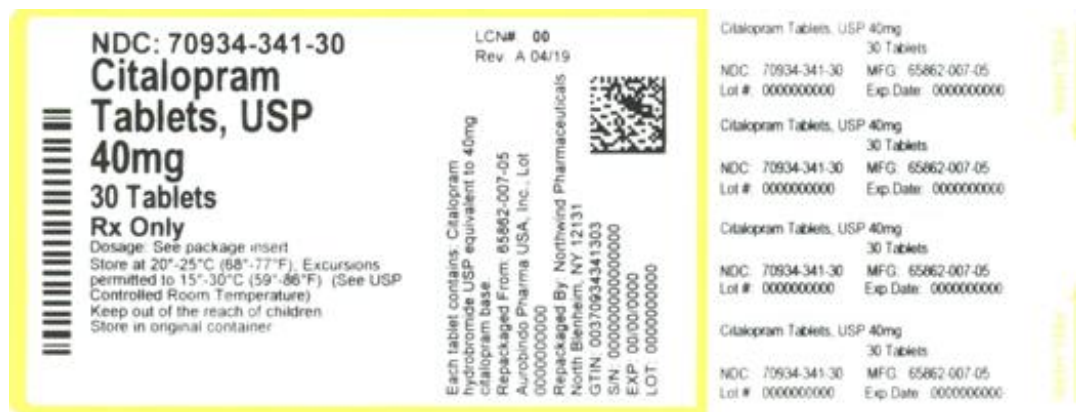 NDC: 70934-341-30
Citalopram
Tablets, USP
40mg
30 Tablets
Rx Only
Dosage: See package insert
Store at 20°-25°C (68°-77°F), Excursions
permitted to 15°-30°C (59°-86°F) (See USP
Controlled Room Temperature)
Keep out of the reach of children
Store in original container
LCN# 00
Rev. A 04/19
Each tablet contains: Citalopram
hydrobromide USP equivalent to 40mg
citalopram base.
Repackaged From: 65862-007-05
Aurobindo Pharma USA, Inc., Lot
0000000000
Repackaged By: Northwind Pharmaceuticals
North Blenheim, NY 12131
GTIN: 00370934341303
S/N: 00000000000000
EXP: 00/00/0000
LOT: 0000000000
Citalopram Tablets, USP 40mg
30 Tablets
NDC: 70934-341-30 MFG: 65862-007-05
Lot #: 0000000000 Exp.Date: 0000000000
Citalopram Tablets, USP 40mg
30 Tablets
NDC: 70934-341-30 MFG: 65862-007-05
Lot #: 0000000000 Exp.Date: 0000000000
Citalopram Tablets, USP 40mg
30 Tablets
NDC: 70934-341-30 MFG: 65862-007-05
Lot #: 0000000000 Exp.Date: 0000000000
Citalopram Tablets, USP 40mg
30 Tablets
NDC: 70934-341-30 MFG: 65862-007-05
Lot #: 0000000000 Exp.Date: 0000000000